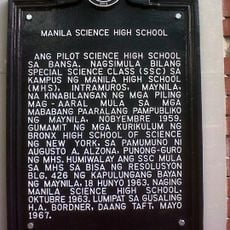 MANILA SCIENCE HIGH SCHOOL
ANG PILOT SCIENCE HIGH SCHOOL
SA BANSA. NAGSIMULA BILANG
SPECIAL SCIENCE CLASS (SSC) SA
KAMPUS NG MANILA HIGH SCHOOL
(MHS), INTRAMUROS, MAYNILA,
NA KINABILANGAN NG MGA PILING
MAG-AARAL MULA SA MGA
MABABANG PAARALANG PAMPUBLIKO
NG MAYNILA, NOBYEMBRE 1959.
GUMAMIT NG MGA KURIKULUM NG
BRONX HIGH SCHOOL OF SCIENCE
NG NEW YORK, SA PAMUMUNO NI
AUGUSTO A. ALZONA, PUNONG-GURO
NG MHS. HUMIWALAY ANG SSC MULA
SA MHS SA BISA NG RESOLUSYON
BLG. 426 NG KAPULUNGANG BAYAN
NG MAYNILA, 18 HUNYO 1963. NAGING
MANILA SCIENCE HIGH SCHOOL,
OKTUBRE 1963. LUMIPAT SA GUSALING
H.A. BORDNER, DAANG TAFT, MAYO
1967.